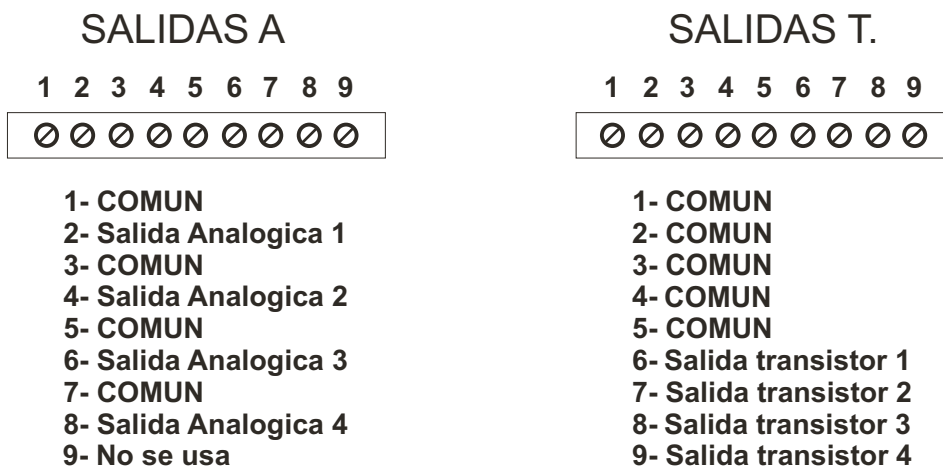 SALIDAS A
1 2 3 4 5 6 7 8 9
1- COMUN
2- Salida Analogica 1
3- COMUN
4- Salida Analogica 2
5- COMUN
6- Salida Analogica 3
7- COMUN
8- Salida Analogica 4
9- No se usa
SALIDAS T.
1 2 3 4 5 6 7 8 9
1- COMUN
2- COMUN
3- COMUN
4- COMUN
5- COMUN
6- Salida transistor 1
7- Salida transistor 2
8- Salida transistor 3
9- Salida transistor 4